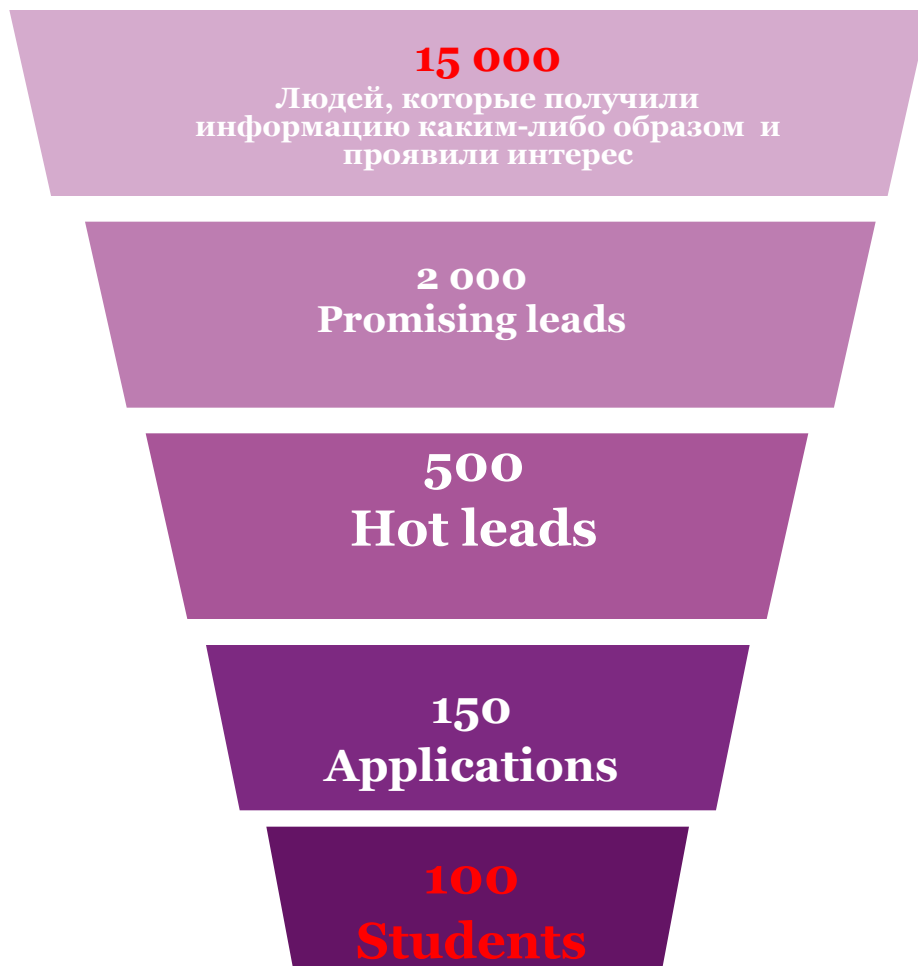 15 000
Людей, которые получили
информацию каким-либо образом и
проявили интерес
2 000
Promising leads
500
Hot leads
150
Applications
100
Students